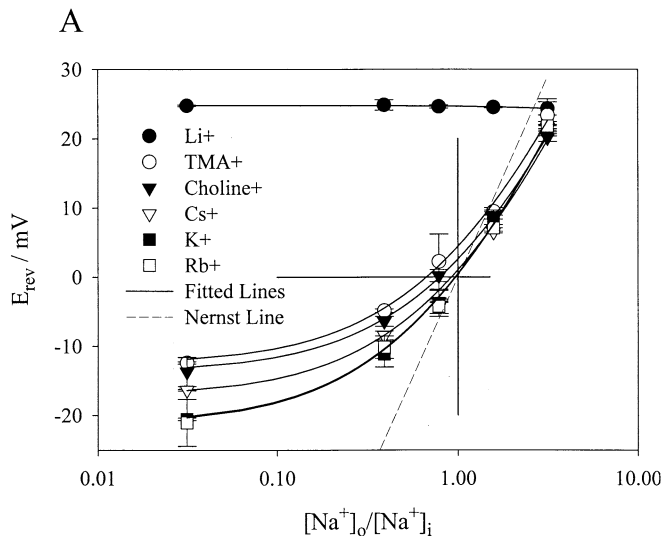 A
30
20
10
0
-10
-20
E_rev / mV
Li+
TMA+
Choline+
Cs+
K+
Rb+
Fitted Lines
Nernst Line
0.01
0.10
1.00
10.00
[Na⁺]ₒ/[Na⁺]ᵢ